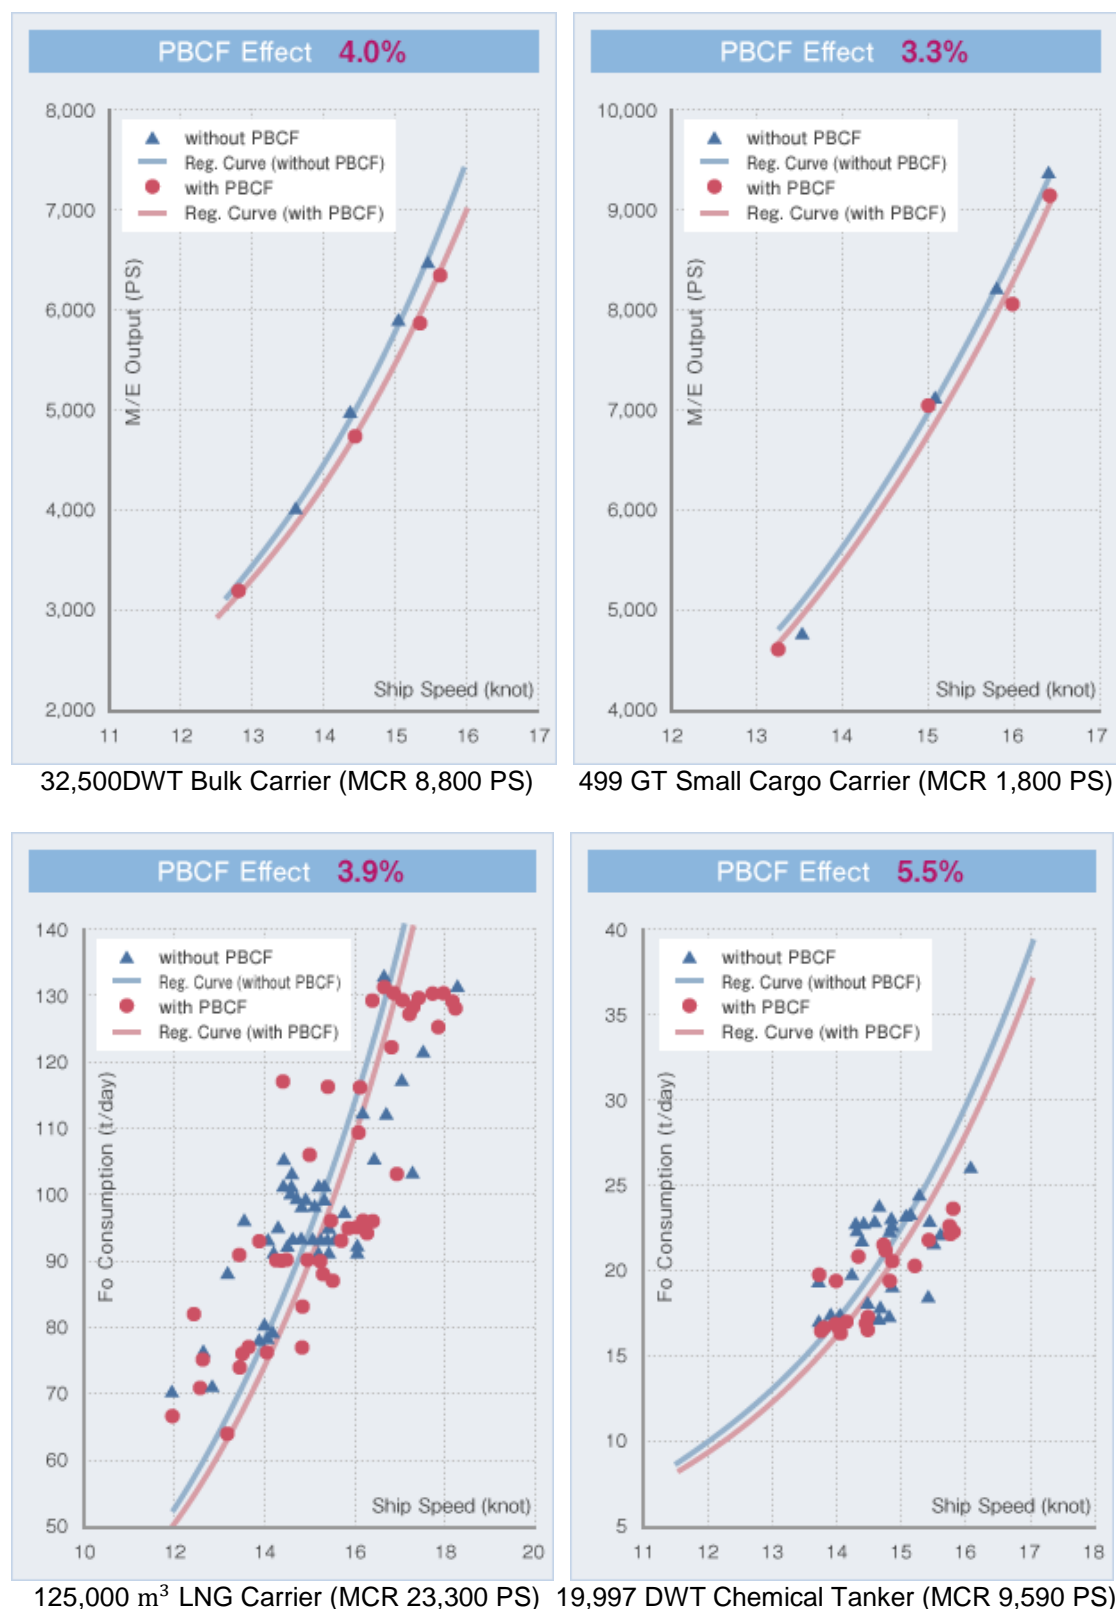 PBCF Effect 4.0%
8,000
7,000
6,000
5,000
4,000
3,000
2,000
without PBCF
Reg. Curve (without PBCF)
with PBCF
Reg. Curve (with PBCF)
M/E Output (PS)
Ship Speed (knot)
11 12 13 14 15 16 17
32,500DWT Bulk Carrier (MCR 8,800 PS)
PBCF Effect 3.3%
10,000
9,000
8,000
7,000
6,000
5,000
4,000
without PBCF
Reg. Curve (without PBCF)
with PBCF
Reg. Curve (with PBCF)
M/E Output (PS)
Ship Speed (knot)
12 13 14 15 16 17
499 GT Small Cargo Carrier (MCR 1,800 PS)
PBCF Effect 3.9%
140
130
120
110
100
90
80
70
60
50
without PBCF
Reg. Curve (without PBCF)
with PBCF
Reg. Curve (with PBCF)
Fo Consumption (t/day)
Ship Speed (knot)
10 12 14 16 18 20
125,000 m³ LNG Carrier (MCR 23,300 PS)
PBCF Effect 5.5%
40
35
30
25
20
15
10
5
without PBCF
Reg. Curve (without PBCF)
with PBCF
Reg. Curve (with PBCF)
Fo Consumption (t/day)
Ship Speed (knot)
11 12 13 14 15 16 17 18
19,997 DWT Chemical Tanker (MCR 9,590 PS)